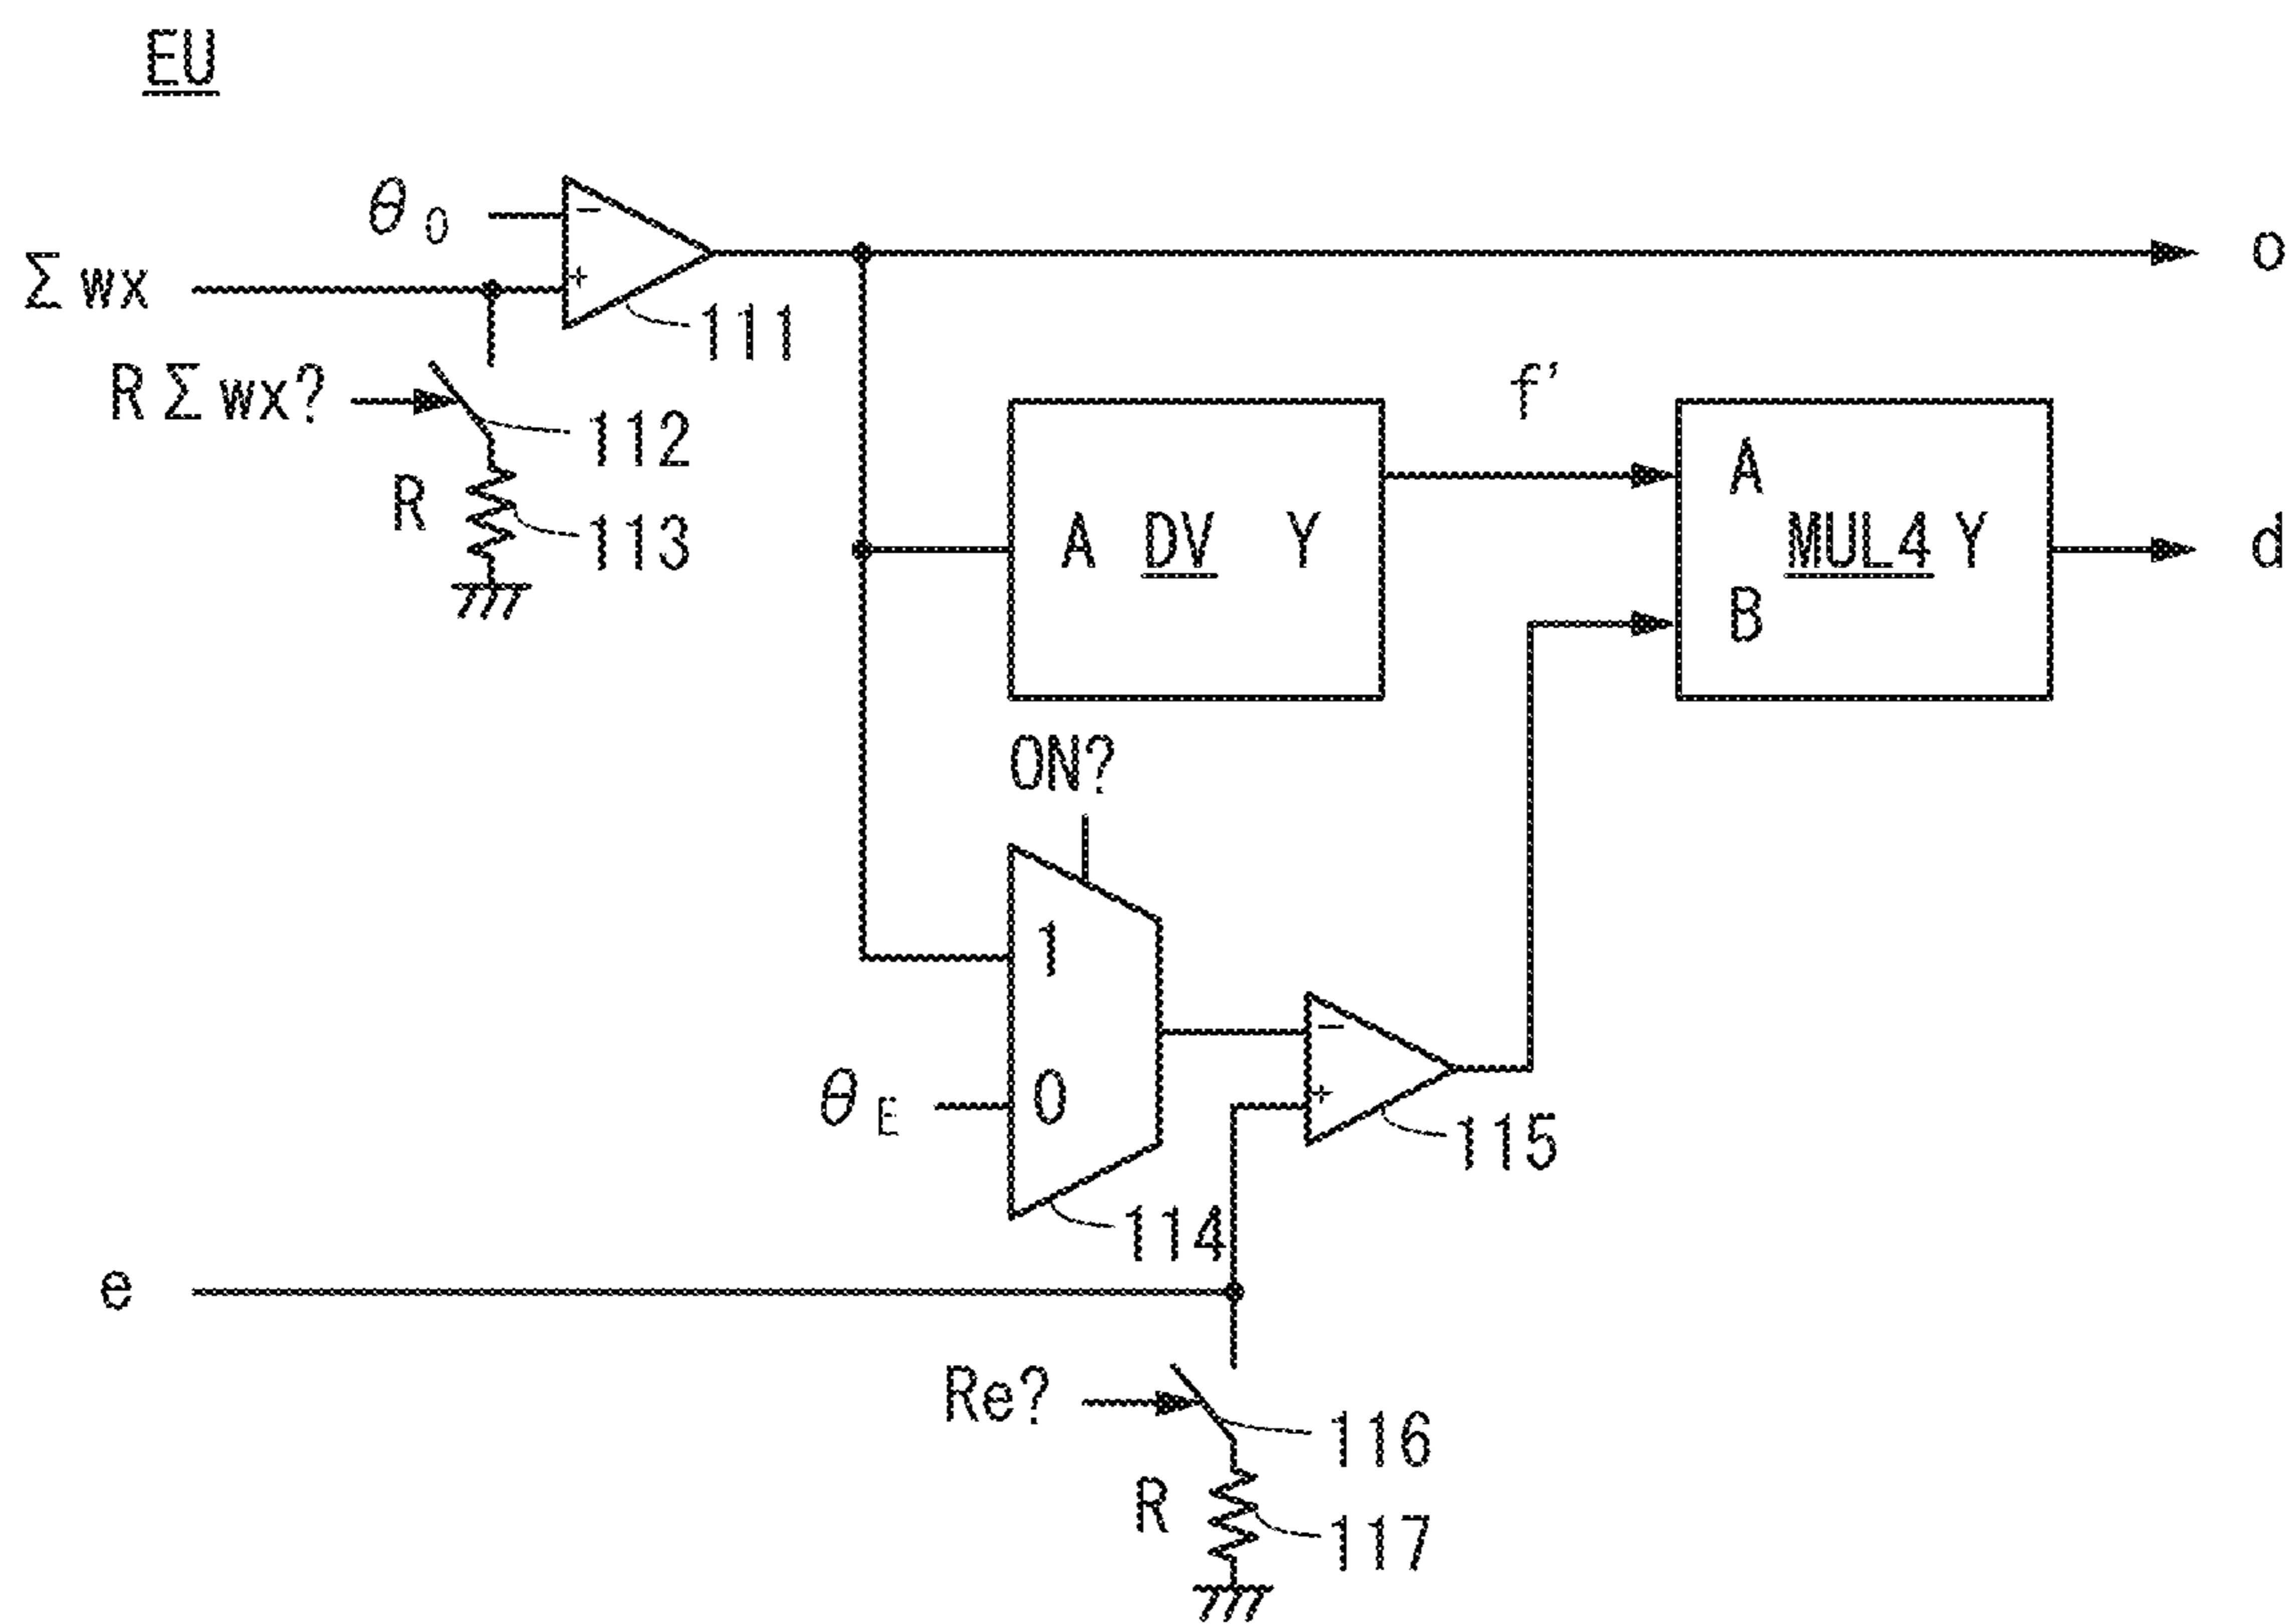 EU
θ0
Σwx
111
o
RΣwx?
112
R
113
f'
A DV Y
A
MUL4 Y
B
d
ON?
1
θE 0
115
114
e
Re?
116
R
117